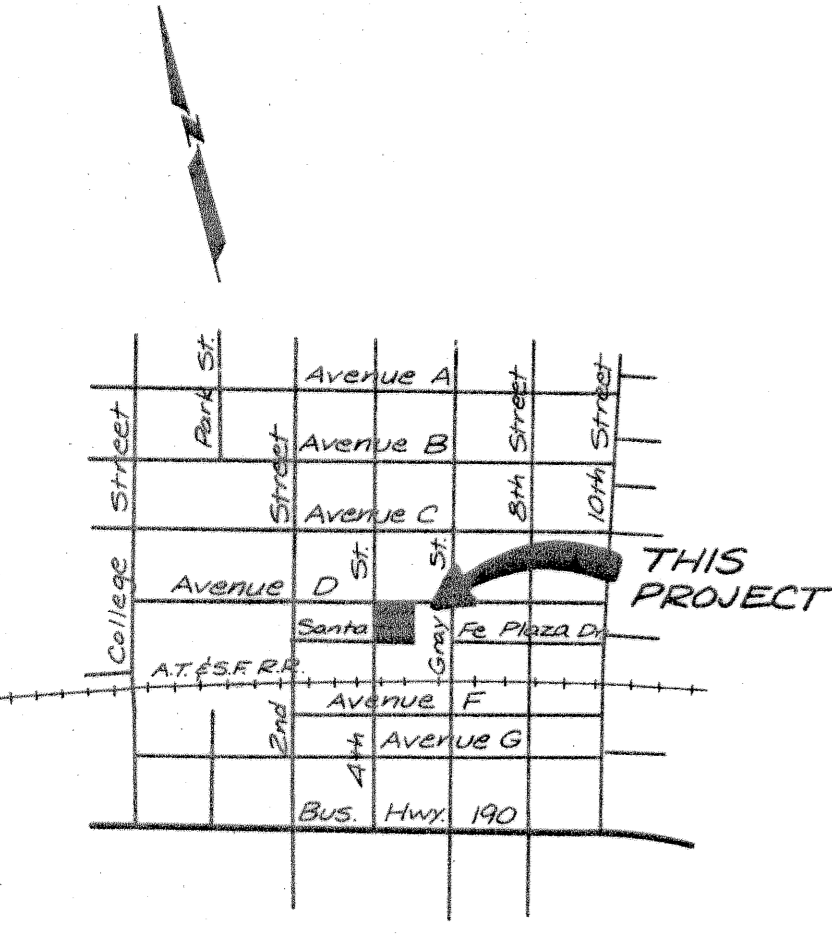 N
Park St.
Avenue A
College Street
2nd Street
8th Street
10th Street
Avenue B
Avenue C
4th St.
Gray St.
THIS
PROJECT
Avenue D
Santa Fe Plaza Dr.
A.T. & S.F. R.R.
Avenue F
Avenue G
Bus. Hwy. 190